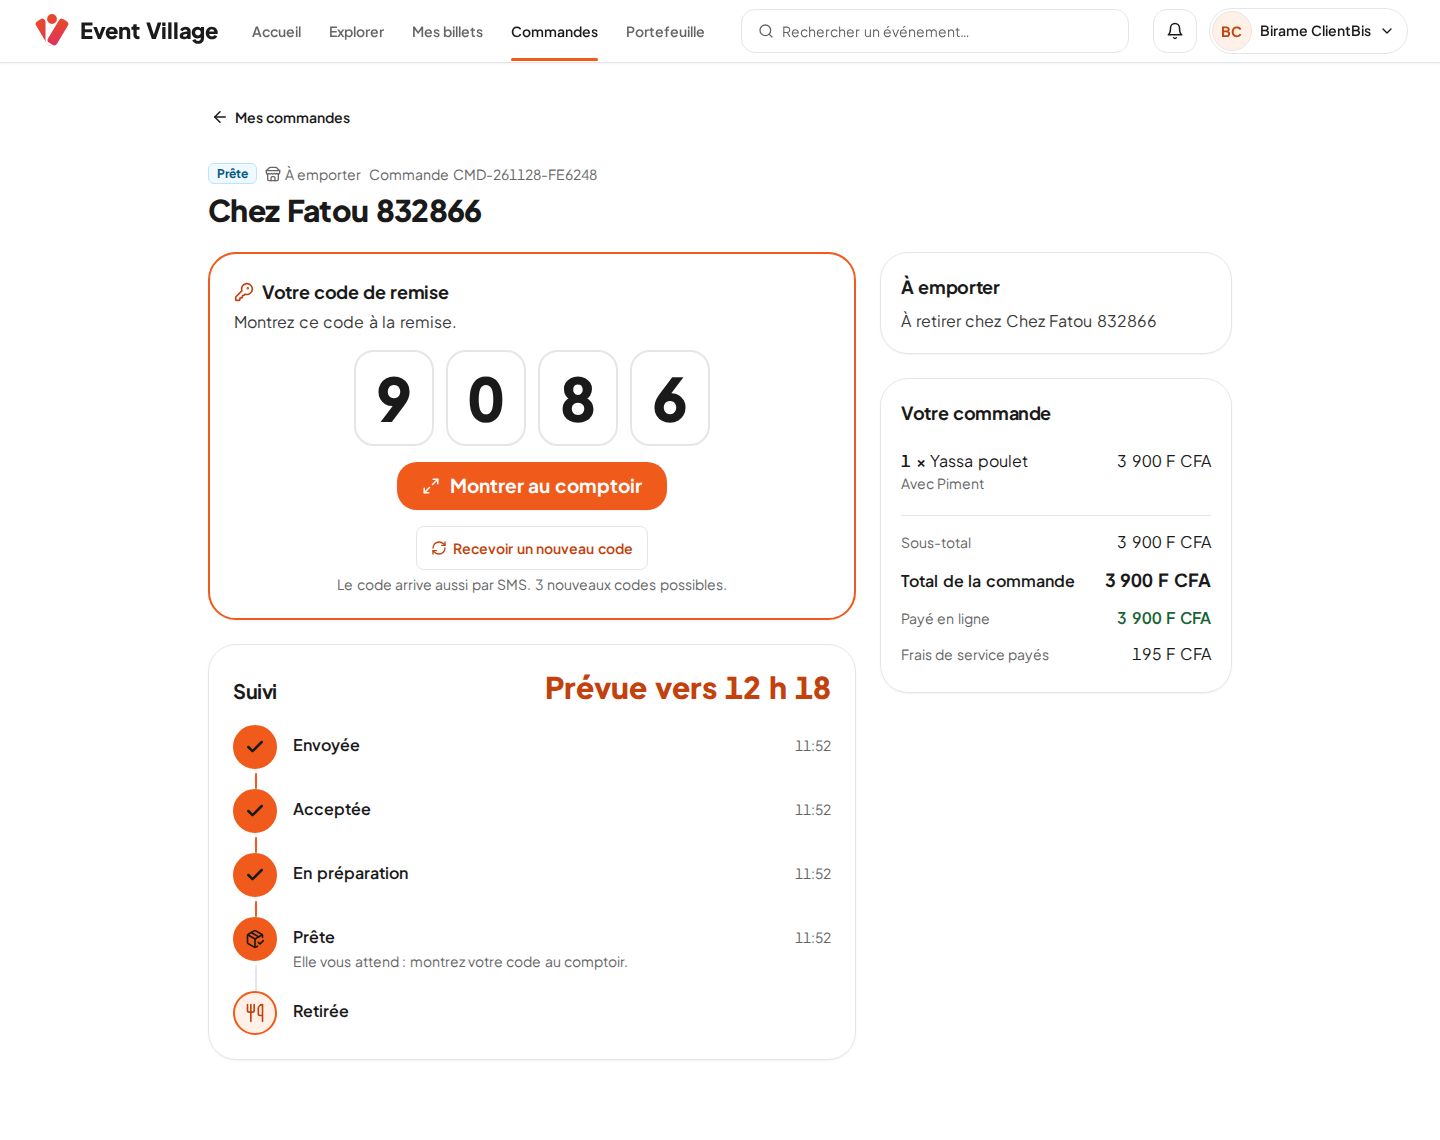 Event Village
Accueil
Explorer
Mes billets
Commandes
Portefeuille
Rechercher un événement…
BC
Birame ClientBis
Mes commandes
Prête
À emporter
Commande CMD-261128-FE6248
Chez Fatou 832866
Votre code de remise
Montrez ce code à la remise.
9 0 8 6
Montrer au comptoir
Recevoir un nouveau code
Le code arrive aussi par SMS. 3 nouveaux codes possibles.
Suivi
Prévue vers 12 h 18
Envoyée
11:52
Acceptée
11:52
En préparation
11:52
Prête
11:52
Elle vous attend : montrez votre code au comptoir.
Retirée
À emporter
À retirer chez Chez Fatou 832866
Votre commande
1 × Yassa poulet
3 900 F CFA
Avec Piment
Sous-total
3 900 F CFA
Total de la commande
3 900 F CFA
Payé en ligne
3 900 F CFA
Frais de service payés
195 F CFA